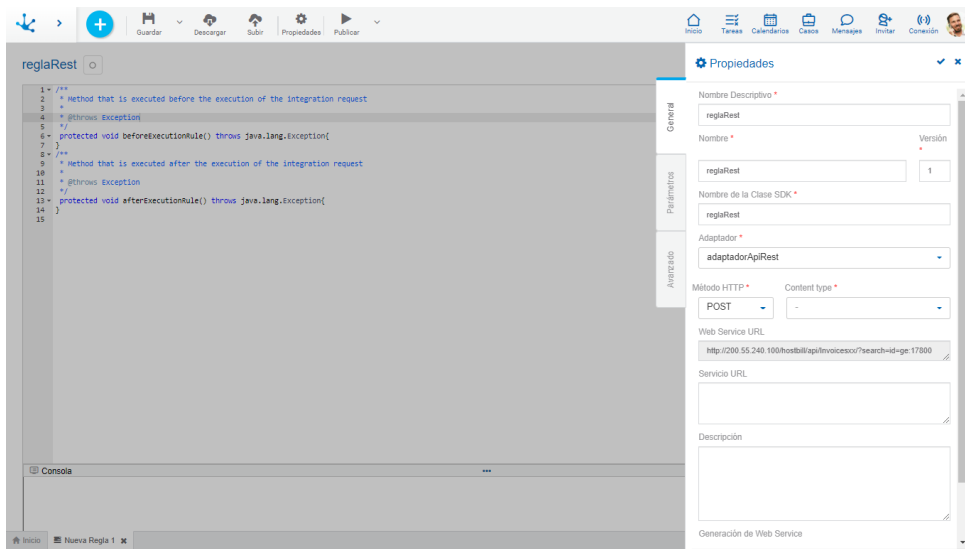 Guardar
Descargar
Subir
Propiedades
Publicar
Inicio
Tareas
Calendarios
Casos
Mensajes
Invitar
Conexión
reglaRest
1 /**
2 * Method that is executed before the execution of the integration request
3 *
4 * @throws Exception
5 */
6 protected void beforeExecutionRule() throws java.lang.Exception{
7 }
8 /**
9 * Method that is executed after the execution of the integration request
10 *
11 * @throws Exception
12 */
13 protected void afterExecutionRule() throws java.lang.Exception{
14 }
15
Consola
Inicio
Nueva Regla 1
General
Parámetros
Avanzado
Propiedades
Nombre Descriptivo *
reglaRest
Nombre *
Versión *
reglaRest
1
Nombre de la Clase SDK *
reglaRest
Adaptador *
adaptadorApiRest
Método HTTP *
Content type *
POST
-
Web Service URL
http://200.55.240.100/hostbill/api/Invoicesxx/?search=id=ge:17800
Servicio URL
Descripción
Generación de Web Service